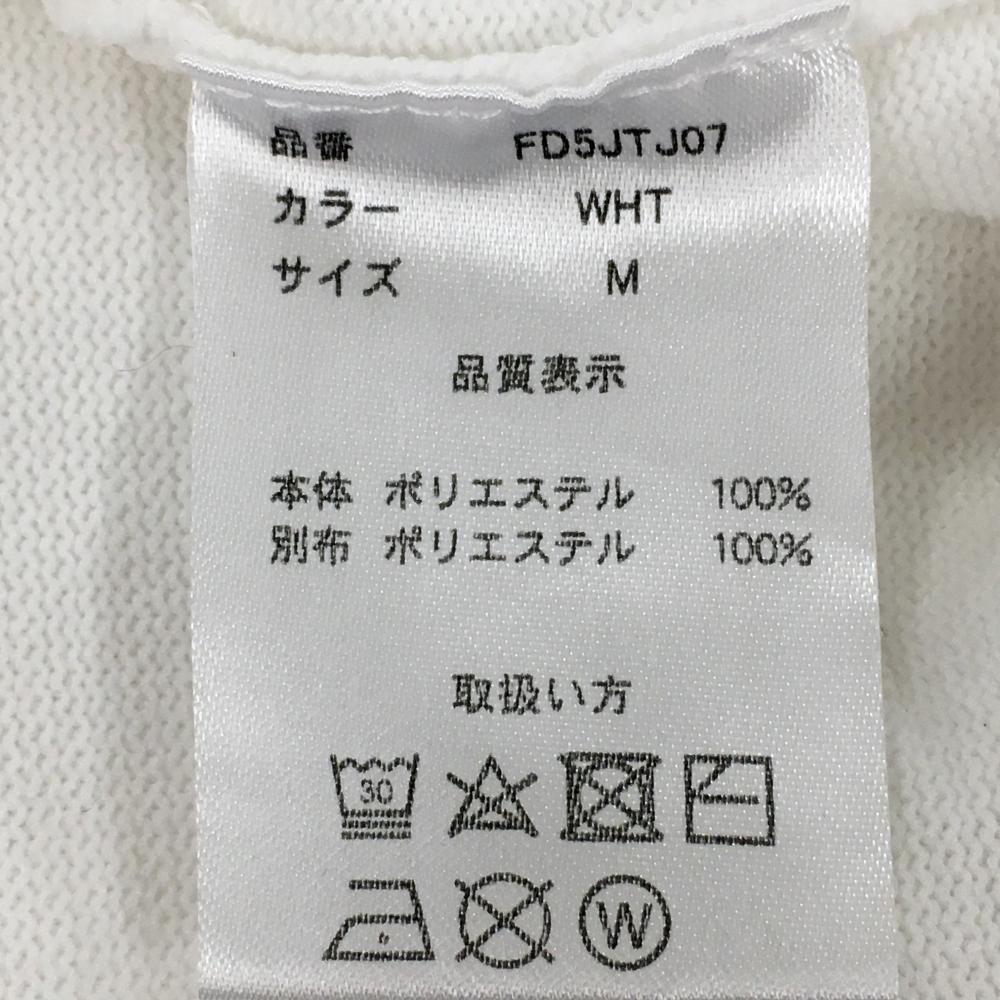 品番 FD5JTJ07
カラー WHT
サイズ M
品質表示
本体 ポリエステル 100%
別布 ポリエステル 100%
取扱い方
30
W